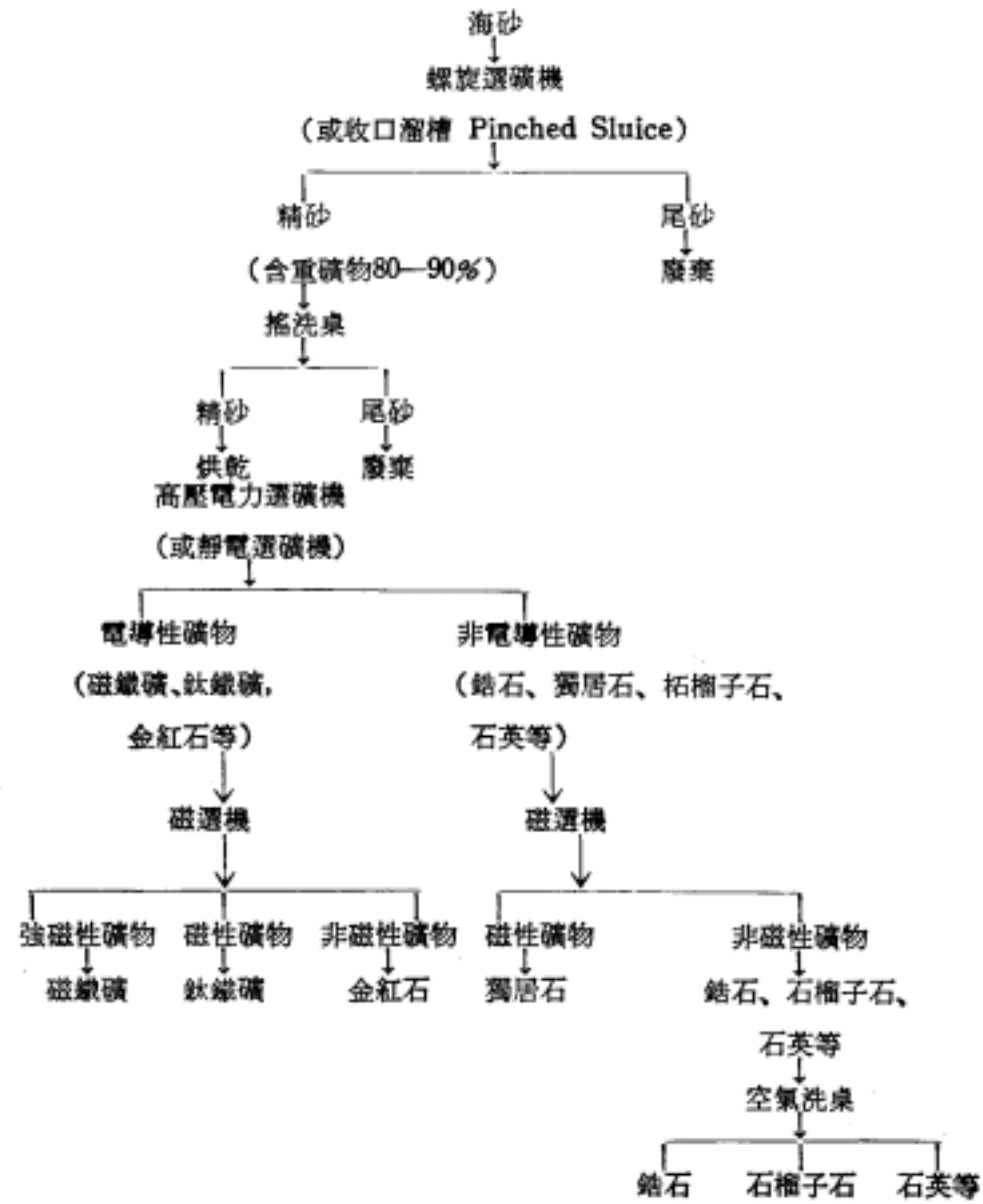 海砂
螺旋選礦機
(或收口溜槽 Pinched Sluice)
精砂
尾砂
(含重礦物80—90%)
廢棄
搖洗桌
精砂
尾砂
烘乾
廢棄
高壓電力選礦機
(或靜電選礦機)
電導性礦物
非電導性礦物
(磁鐵礦、鈦鐵礦,
(鋯石、獨居石、拓榴子石、
金紅石等)
石英等)
磁選機
磁選機
強磁性礦物
磁性礦物
非磁性礦物
磁性礦物
非磁性礦物
磁鐵礦
鈦鐵礦
金紅石
獨居石
鋯石、石榴子石、
石英等
空氣洗桌
鋯石
石榴子石
石英等